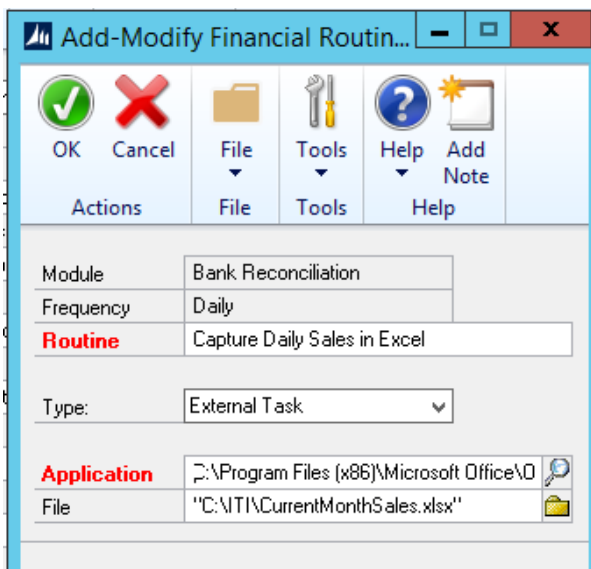 Add-Modify Financial Routin...
OK Cancel File Tools Help Add Note
Actions File Tools Help
Module Bank Reconciliation
Frequency Daily
Routine Capture Daily Sales in Excel
Type: External Task
Application C:\Program Files (x86)\Microsoft Office\O
File "C:\ITI\CurrentMonthSales.xlsx"